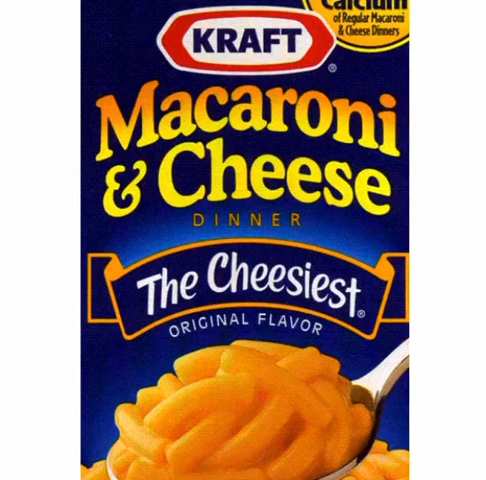 Calcium
of Regular Macaroni
& Cheese Dinners
KRAFT®
Macaroni
& Cheese
DINNER
The Cheesiest®
ORIGINAL FLAVOR